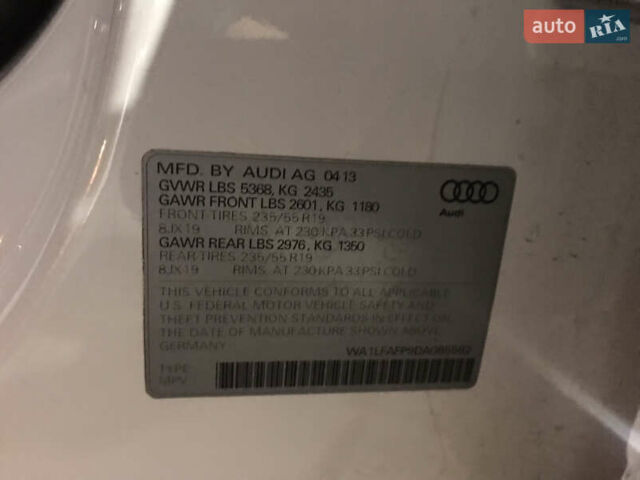 auto RIA
.com
MFD. BY AUDI AG 0413
GVWR LBS 5368, KG 2435
GAWR FRONT LBS 2601, KG 1180
FRONT TIRES 235/55 R19
8JX19 RIMS, AT 230 KPA 33 PSI COLD
GAWR REAR LBS 2976, KG 1350
REAR TIRES 235/55 R19
8JX19 RIMS, AT 230 KPA 33 PSI COLD
Audi
THIS VEHICLE CONFORMS TO ALL APPLICABLE
U.S. FEDERAL MOTOR VEHICLE SAFETY AND
THEFT PREVENTION STANDARDS IN EFFECT ON
THE DATE OF MANUFACTURE SHOWN ABOVE.
GERMANY
TYPE:
MPV